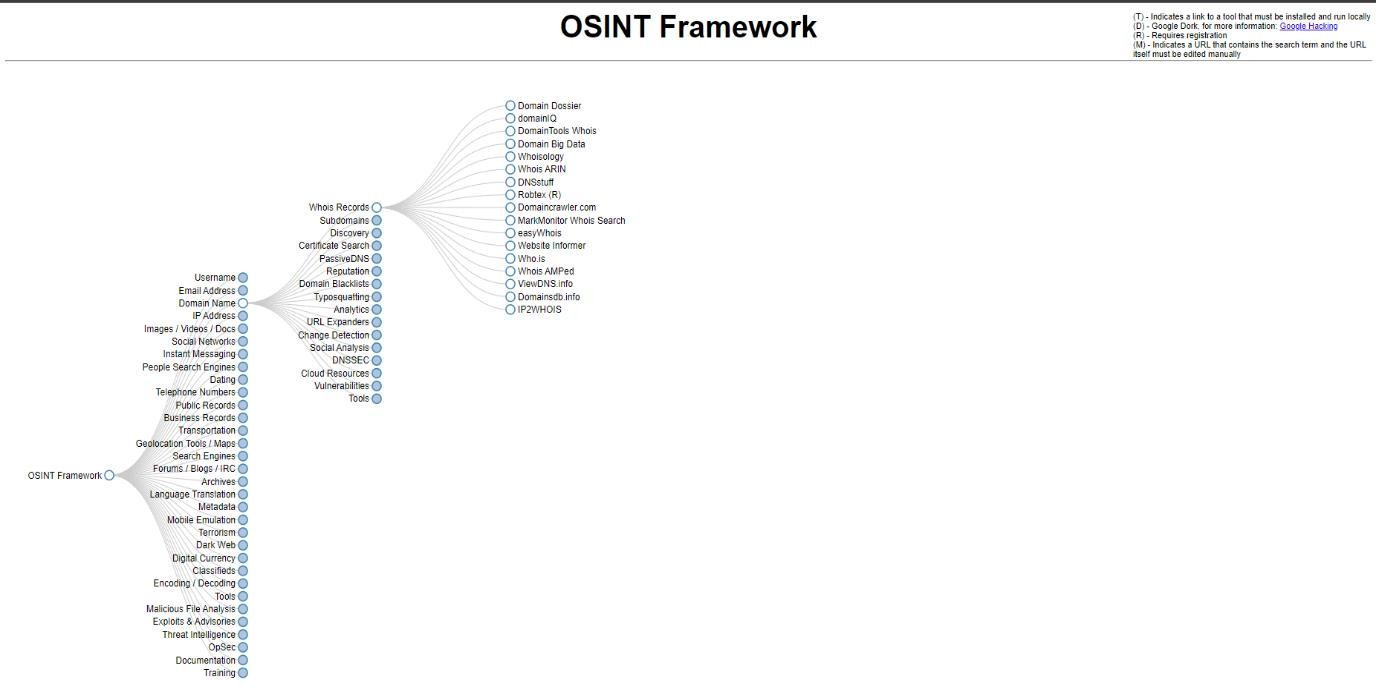 OSINT Framework
(T) - Indicates a link to a tool that must be installed and run locally
(D) - Google Dork, for more information: Google Hacking
(R) - Requires registration
(M) - Indicates a URL that contains the search term and the URL
itself must be edited manually
OSINT Framework
Username
Email Address
Domain Name
IP Address
Images / Videos / Docs
Social Networks
Instant Messaging
People Search Engines
Dating
Telephone Numbers
Public Records
Business Records
Transportation
Geolocation Tools / Maps
Search Engines
Forums / Blogs / IRC
Archives
Language Translation
Metadata
Mobile Emulation
Terrorism
Dark Web
Digital Currency
Classifieds
Encoding / Decoding
Tools
Malicious File Analysis
Exploits & Advisories
Threat Intelligence
OpSec
Documentation
Training
Whois Records
Subdomains
Discovery
Certificate Search
PassiveDNS
Reputation
Domain Blacklists
Typosquatting
Analytics
URL Expanders
Change Detection
Social Analysis
DNSSEC
Cloud Resources
Vulnerabilities
Tools
Domain Dossier
domainIQ
DomainTools Whois
Domain Big Data
Whoisology
Whois ARIN
DNSstuff
Robtex (R)
Domaincrawler.com
MarkMonitor Whois Search
easyWhois
Website Informer
Who.is
Whois AMPed
ViewDNS.info
Domainsdb.info
IP2WHOIS